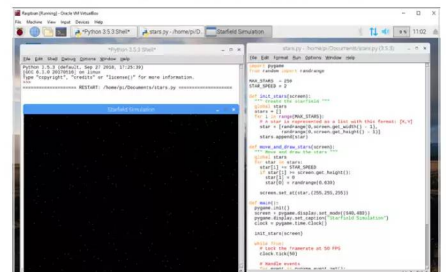 Raspbian [Running] - Oracle VM VirtualBox
File Machine View Input Devices Help
*Python 3.5.3 Shell*
stars.py - /home/pi/D...
Starfield Simulation
11:02
*Python 3.5.3 Shell*
File Edit Shell Debug Options Window Help
Python 3.5.3 (default, Sep 27 2018, 17:25:39)
[GCC 6.3.0 20170516] on linux
Type "copyright", "credits" or "license()" for more information.
>>>
RESTART: /home/pi/Documents/stars.py
Starfield Simulation
stars.py - /home/pi/Documents/stars.py (3.5.3)
File Edit Format Run Options Window Help
import pygame
from random import randrange
MAX_STARS = 250
STAR_SPEED = 2
def init_stars(screen):
""" Create the starfield """
global stars
stars = []
for i in range(MAX_STARS):
# A star is represented as a list with this format: [X,Y]
star = [randrange(0,screen.get_width() - 1),
randrange(0,screen.get_height() - 1)]
stars.append(star)
def move_and_draw_stars(screen):
""" Move and draw the stars """
global stars
for star in stars:
star[1] += STAR_SPEED
if star[1] >= screen.get_height():
star[1] = 0
star[0] = randrange(0,639)
screen.set_at(star,(255,255,255))
def main():
pygame.init()
screen = pygame.display.set_mode((640,480))
pygame.display.set_caption("Starfield Simulation")
clock = pygame.time.Clock()
init_stars(screen)
while True:
# Lock the framerate at 50 FPS
clock.tick(50)
# Handle events
for event in pygame.event.get():